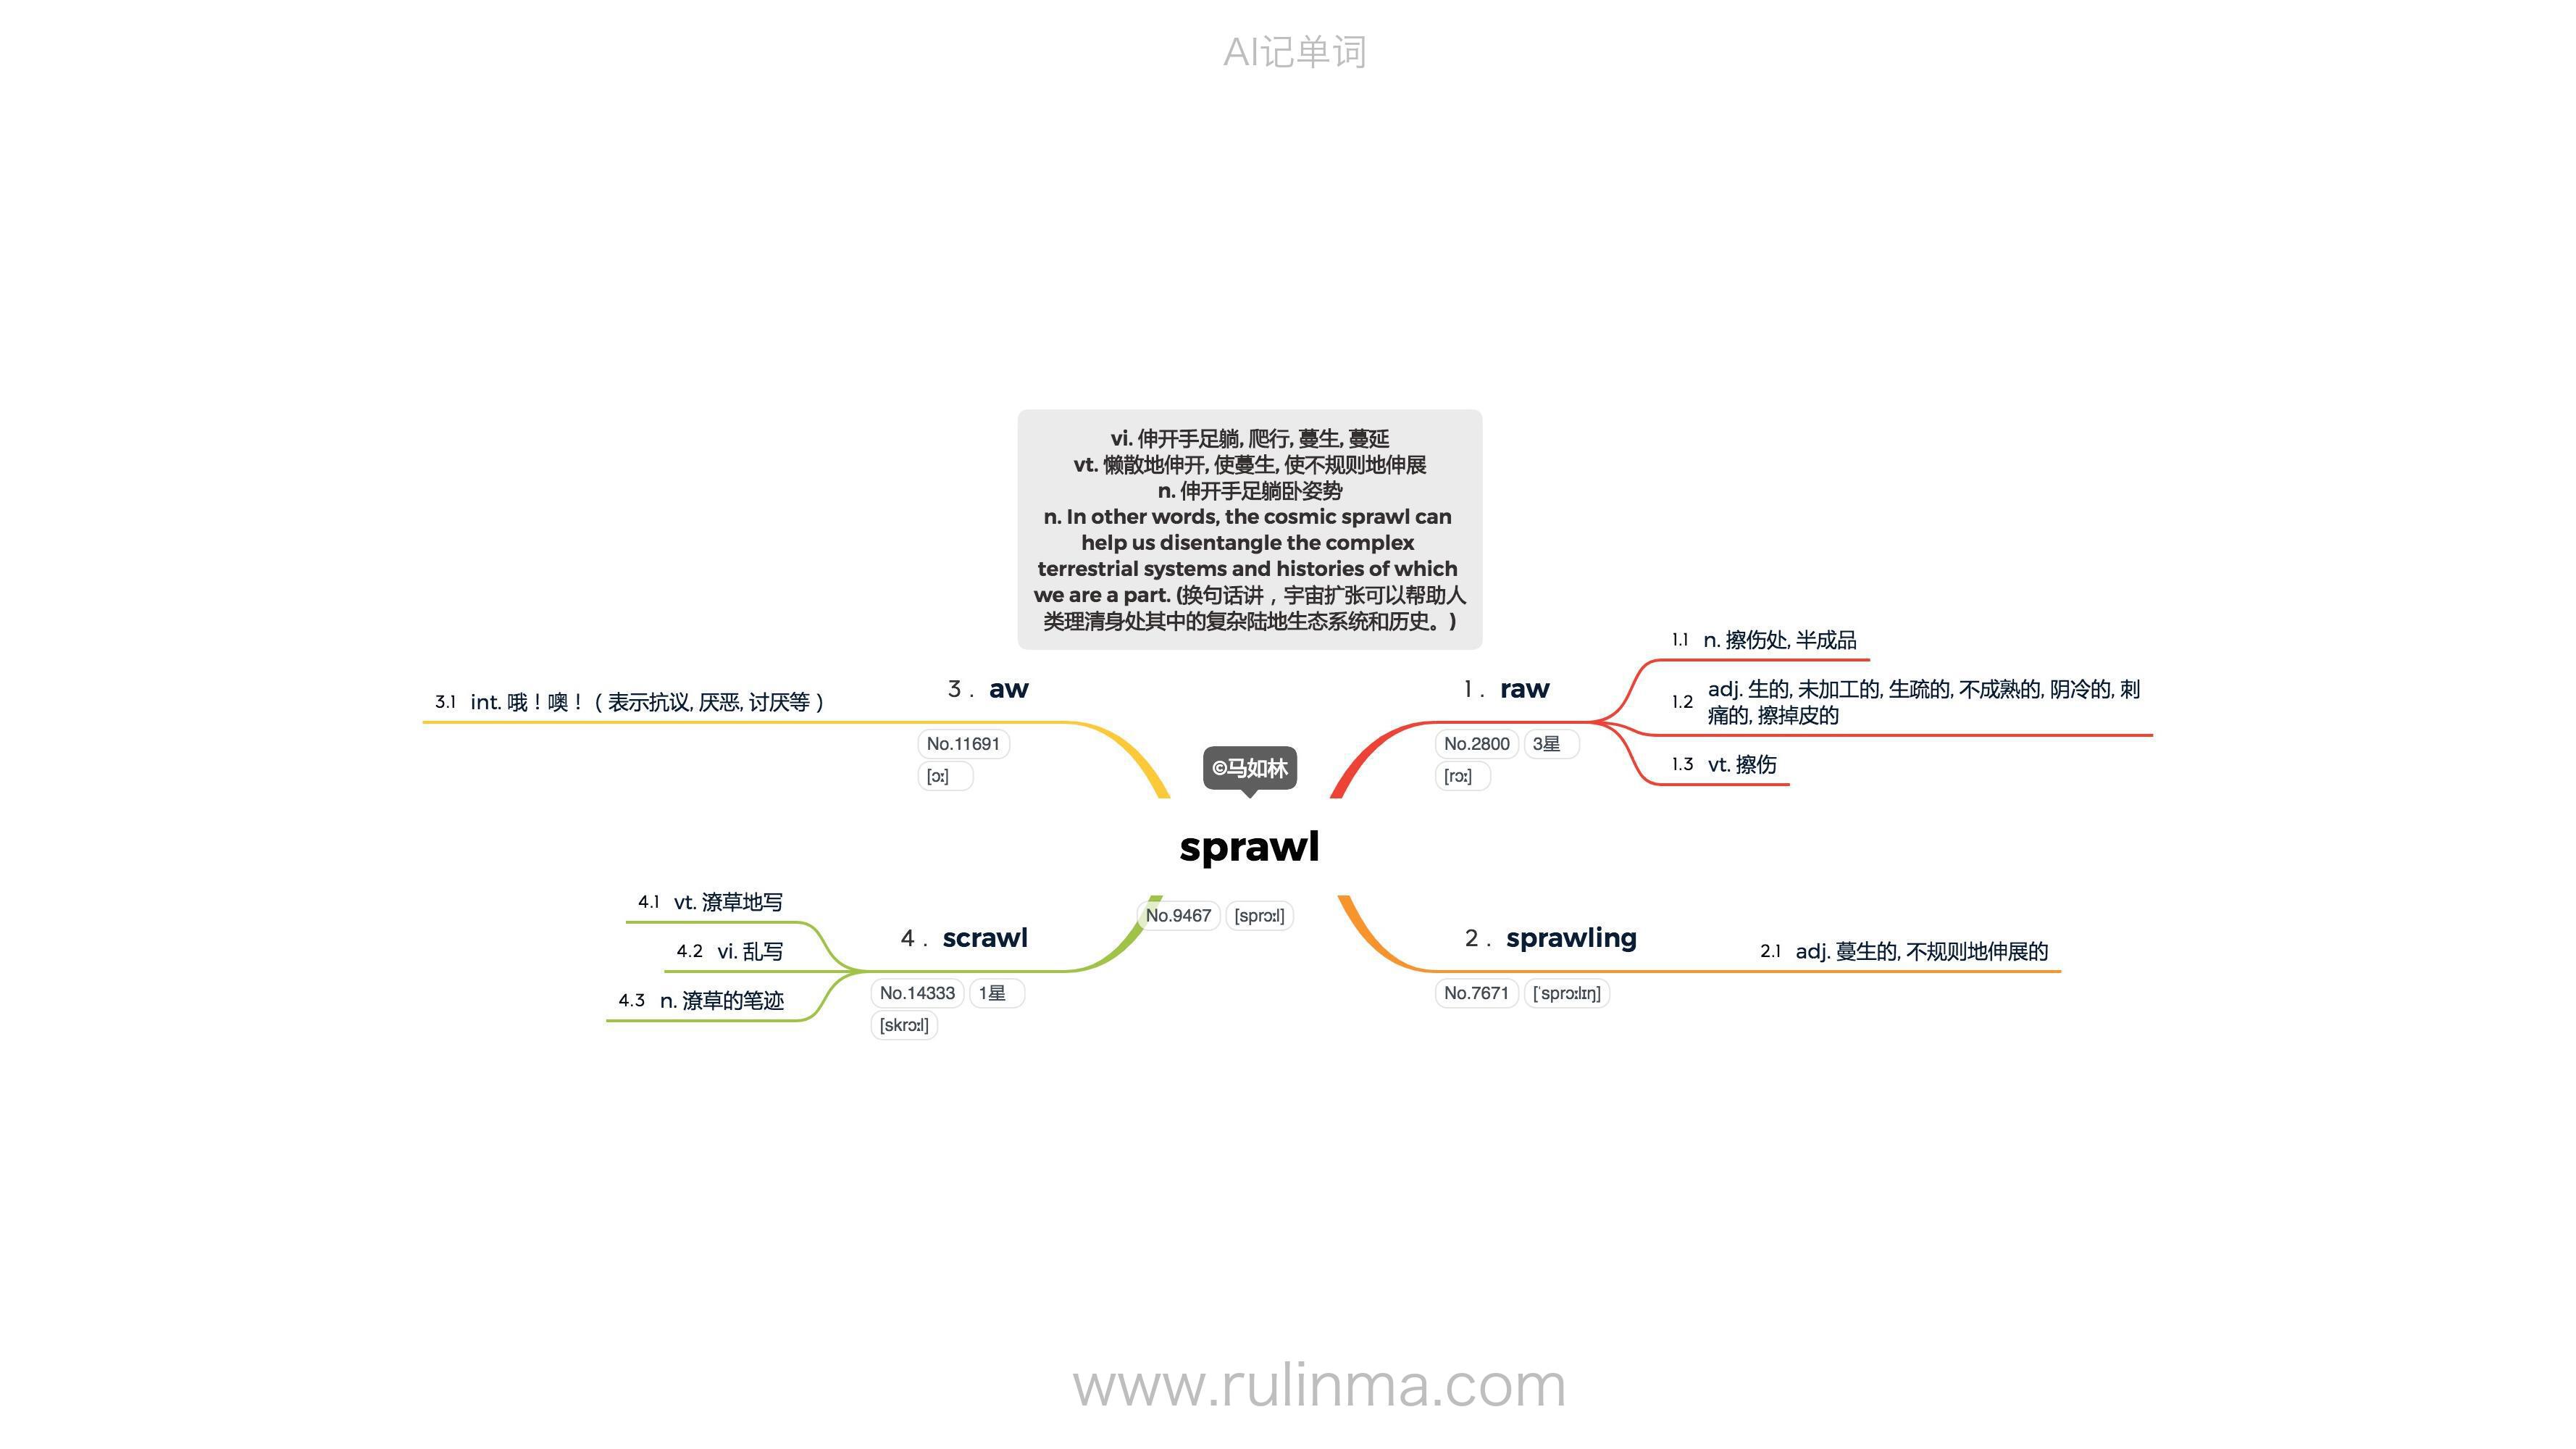 AI记单词
vi. 伸开手足躺, 爬行, 蔓生, 蔓延
vt. 懒散地伸开, 使蔓生, 使不规则地伸展
n. 伸开手足躺卧姿势
n. In other words, the cosmic sprawl can
help us disentangle the complex
terrestrial systems and histories of which
we are a part. (换句话讲，宇宙扩张可以帮助人
类理清身处其中的复杂陆地生态系统和历史。)
©马如林
sprawl
No.9467 [sprɔːl]
1. raw
No.2800 3星
[rɔː]
1.1 n. 擦伤处, 半成品
1.2 adj. 生的, 未加工的, 生疏的, 不成熟的, 阴冷的, 刺
痛的, 擦掉皮的
1.3 vt. 擦伤
2. sprawling
No.7671 [ˈsprɔːlɪŋ]
2.1 adj. 蔓生的, 不规则地伸展的
3. aw
No.11691
[ɔː]
3.1 int. 哦！噢！（表示抗议, 厌恶, 讨厌等）
4. scrawl
No.14333 1星
[skrɔːl]
4.1 vt. 潦草地写
4.2 vi. 乱写
4.3 n. 潦草的笔迹
www.rulinma.com